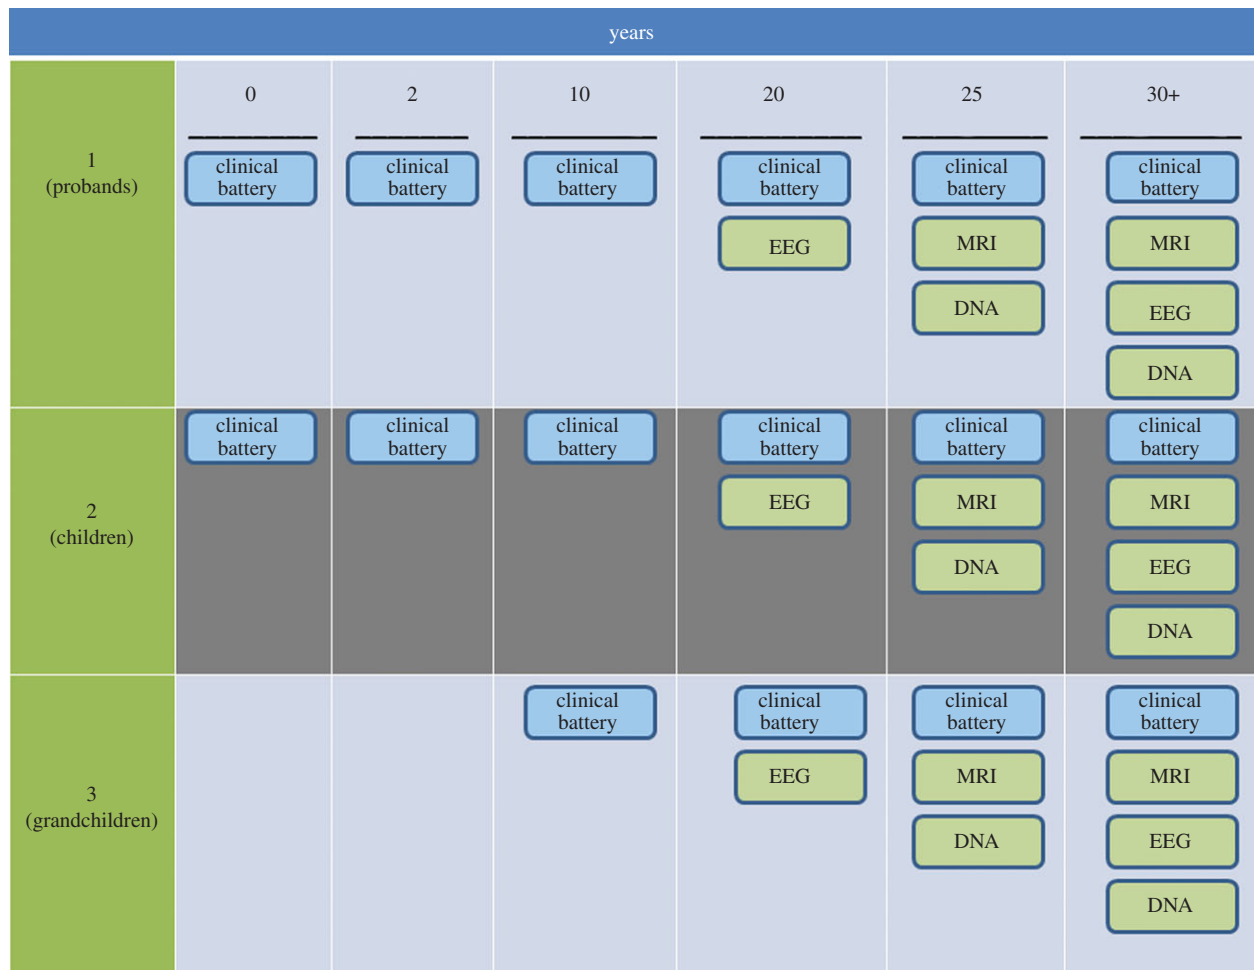 years
0
2
10
20
25
30+
1
(probands)
clinical
battery
clinical
battery
clinical
battery
clinical
battery
clinical
battery
clinical
battery
EEG
MRI
MRI
DNA
EEG
DNA
2
(children)
clinical
battery
clinical
battery
clinical
battery
clinical
battery
clinical
battery
clinical
battery
EEG
MRI
MRI
DNA
EEG
DNA
3
(grandchildren)
clinical
battery
clinical
battery
clinical
battery
clinical
battery
EEG
MRI
MRI
DNA
EEG
DNA